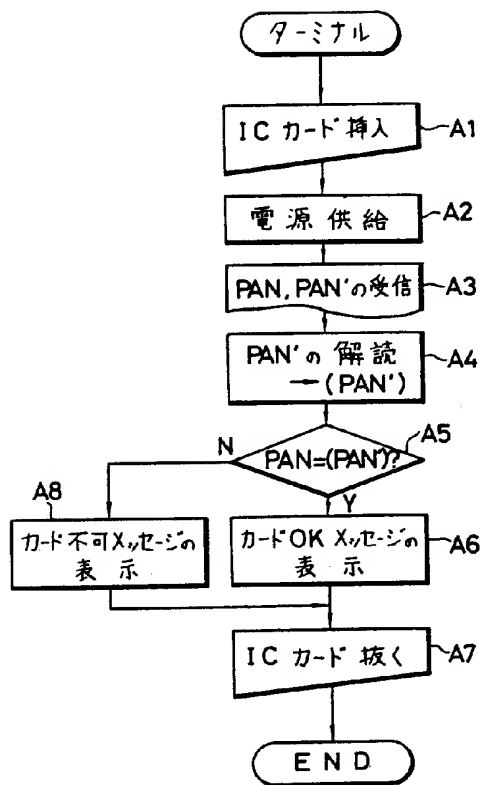 ターミナル
ICカード挿入
A1
電源供給
A2
PAN, PAN'の受信
A3
PAN'の解読
→(PAN')
A4
PAN=(PAN')?
A5
N
Y
A8
カード不可メッセージの
表示
カードOKメッセージの
表示
A6
ICカード抜く
A7
END